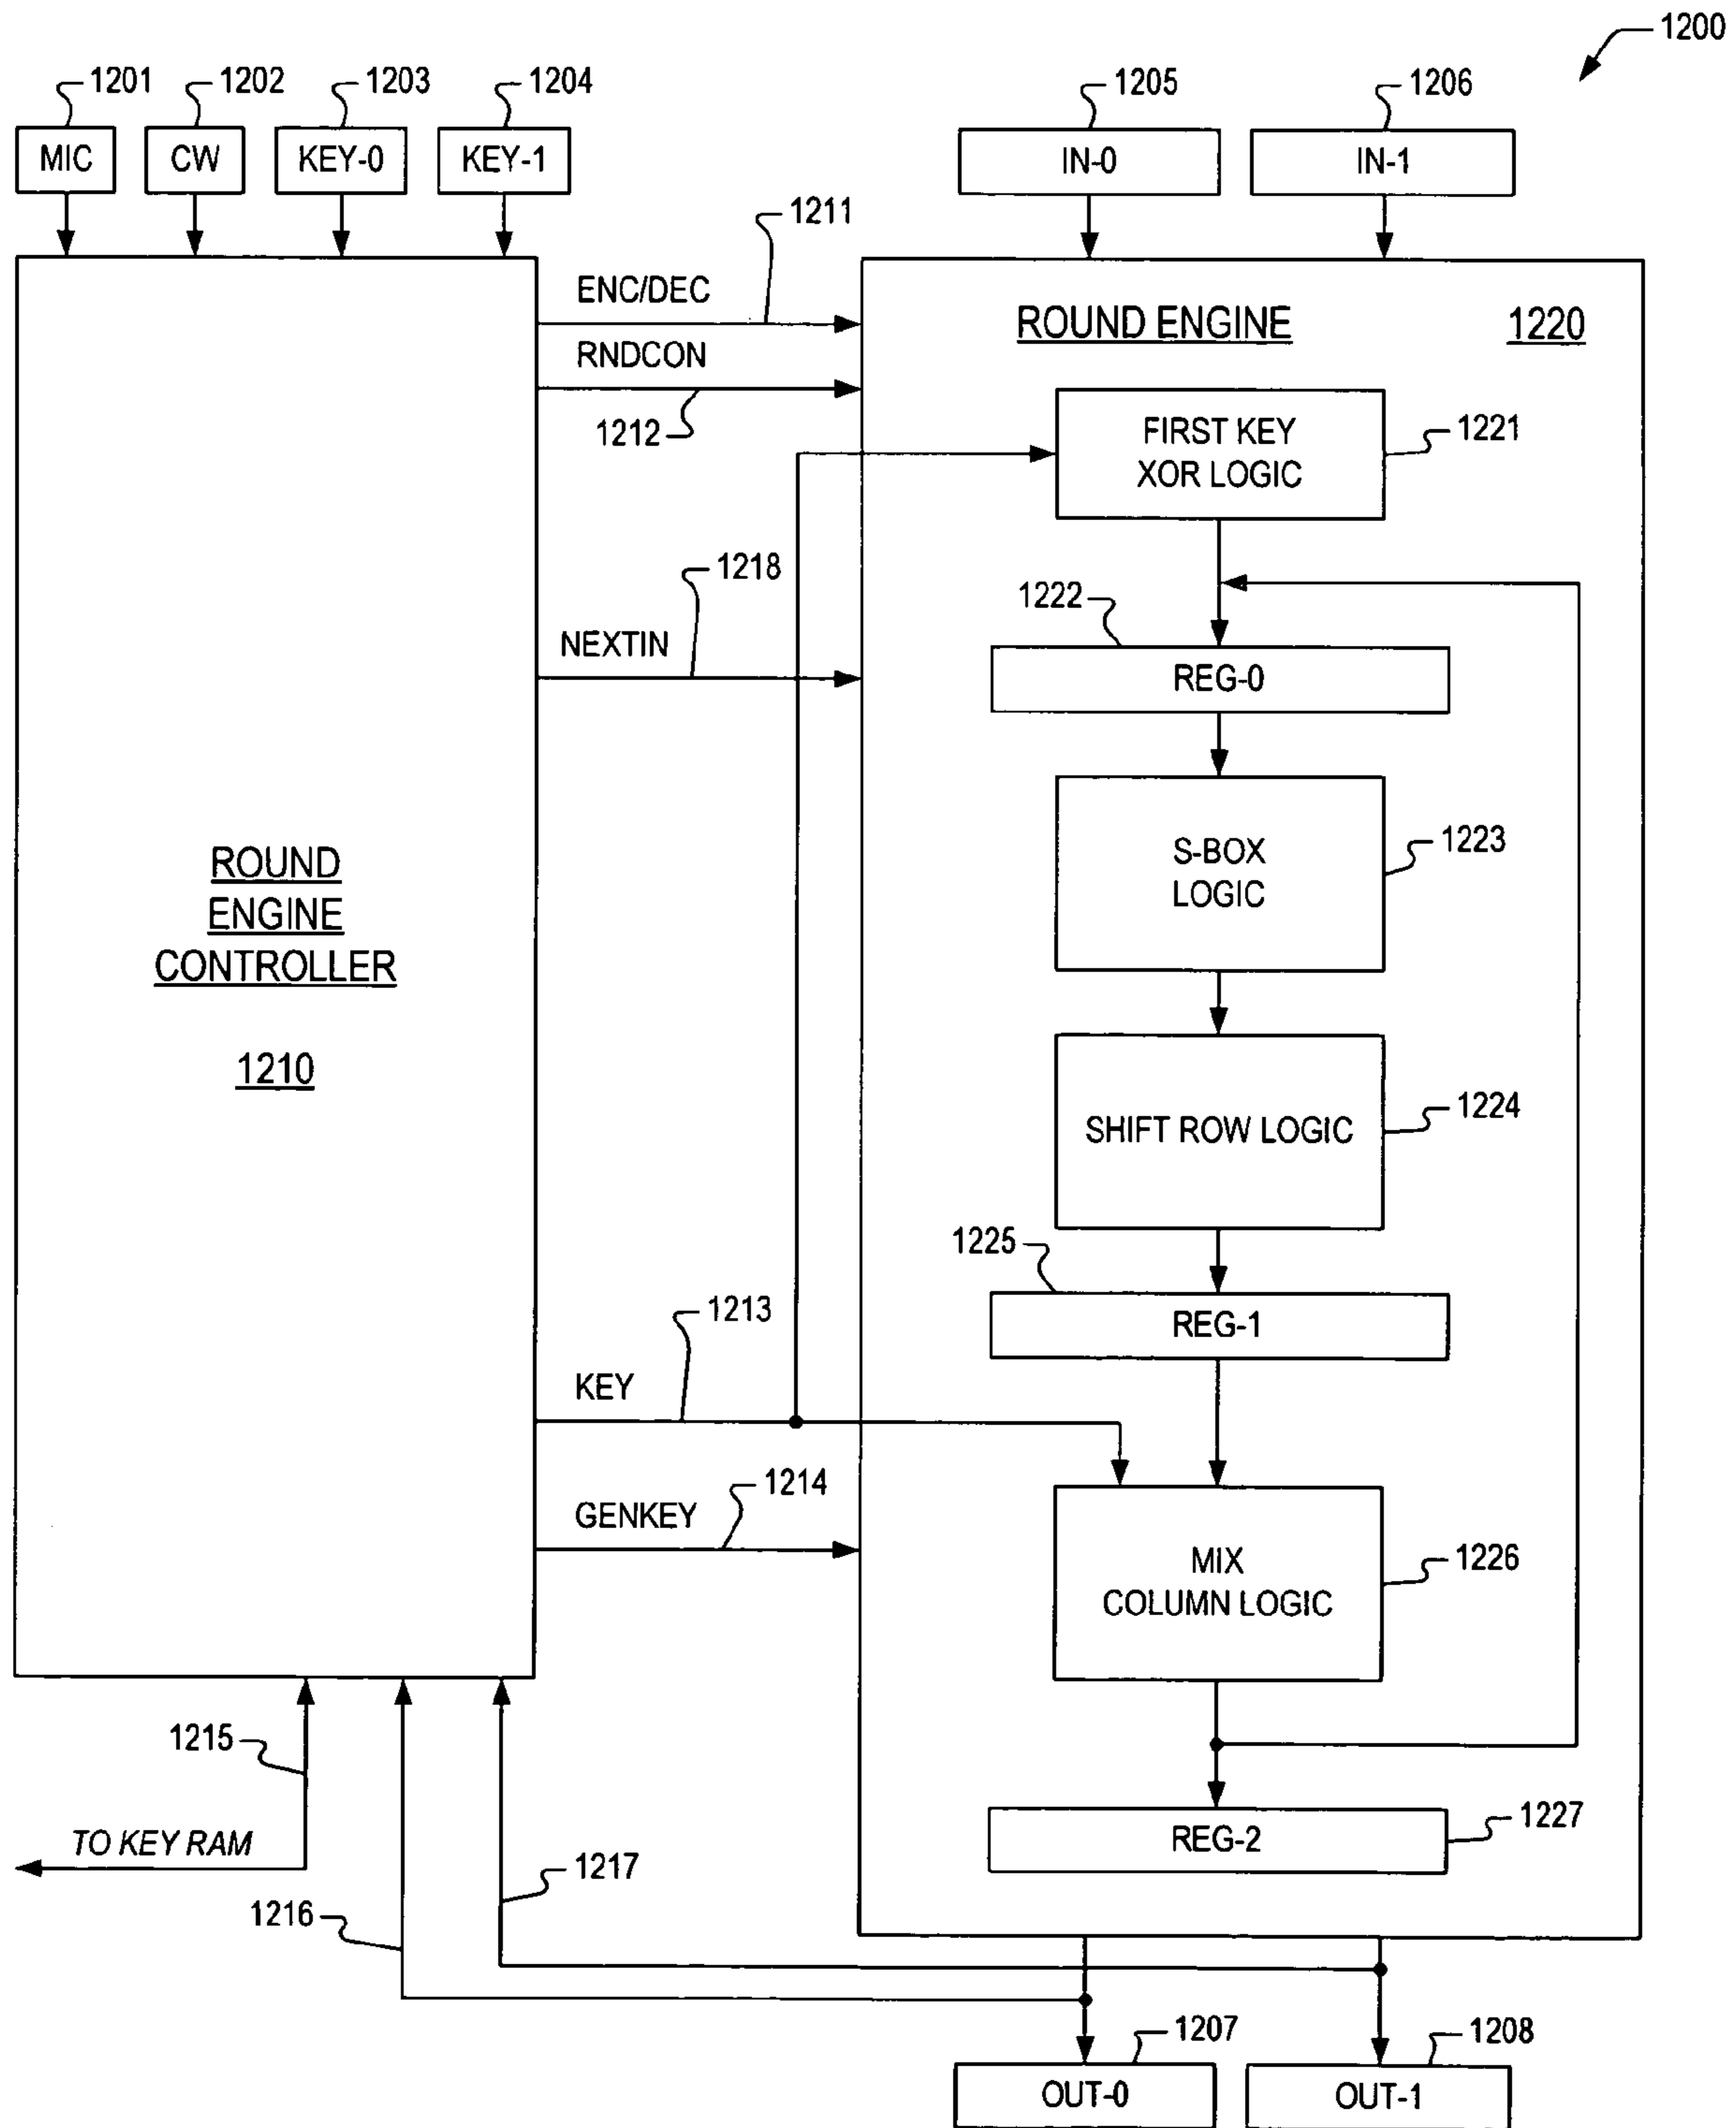 1200
1201
1202
1203
1204
1205
1206
MIC
CW
KEY-0
KEY-1
IN-0
IN-1
1211
ENC/DEC
RNDCON
1212
ROUND ENGINE
1220
FIRST KEY
XOR LOGIC
1221
1218
NEXTIN
1222
REG-0
S-BOX
LOGIC
1223
ROUND
ENGINE
CONTROLLER
1210
SHIFT ROW LOGIC
1224
1225
REG-1
1213
KEY
1214
GENKEY
MIX
COLUMN LOGIC
1226
1215
TO KEY RAM
REG-2
1227
1217
1216
1207
1208
OUT-0
OUT-1